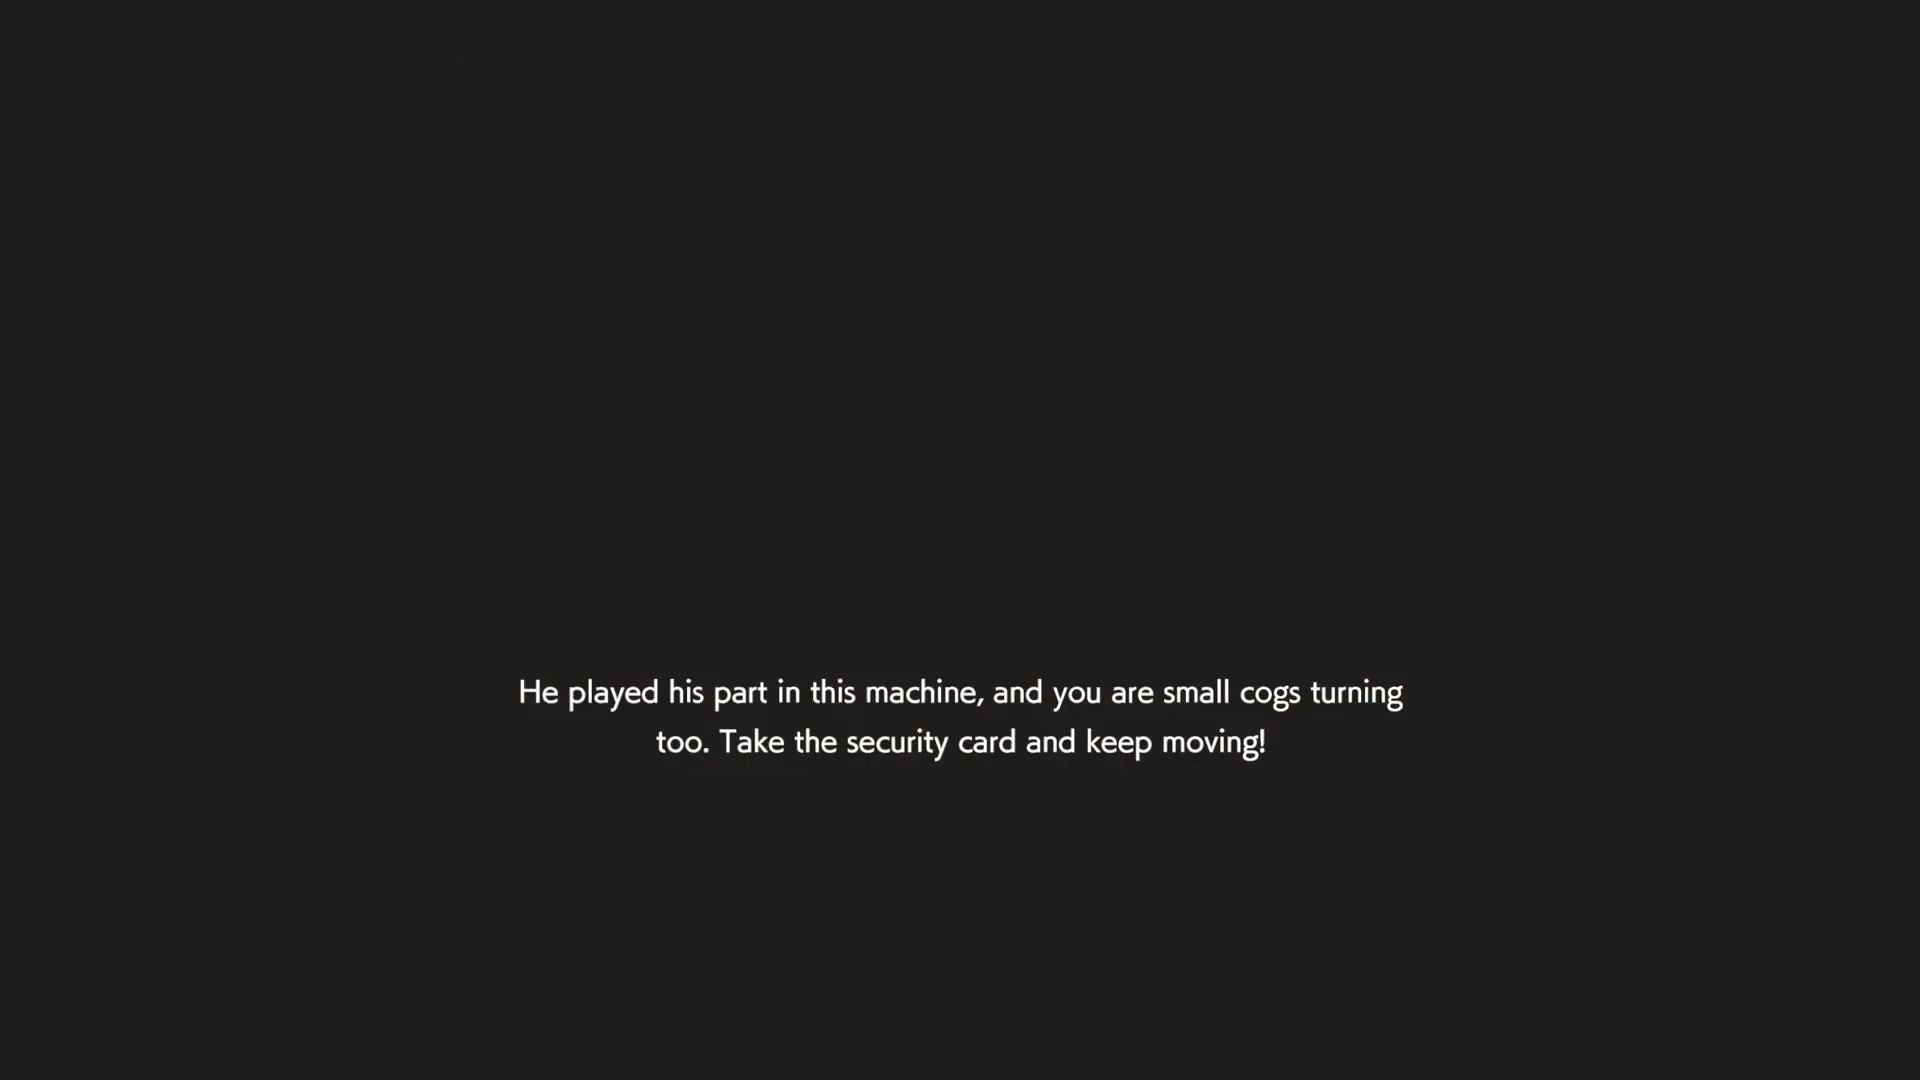 He played his part in this machine, and you are small cogs turning
too. Take the security card and keep moving!